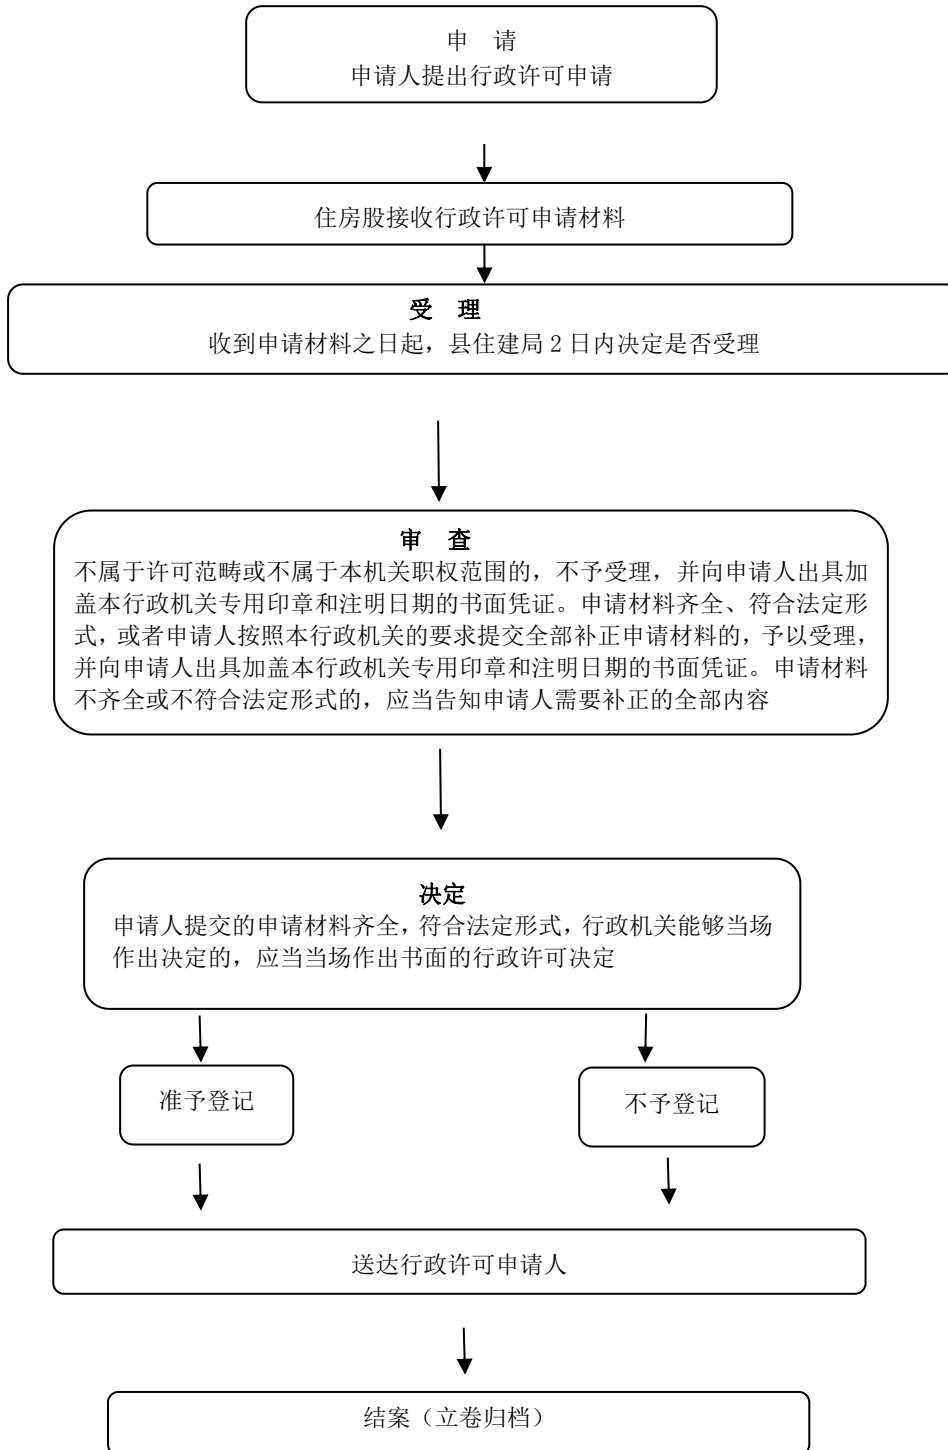 申　请
申请人提出行政许可申请
住房股接收行政许可申请材料
受　理
收到申请材料之日起，县住建局 2 日内决定是否受理
审　查
不属于许可范畴或不属于本机关职权范围的，不予受理，并向申请人出具加
盖本行政机关专用印章和注明日期的书面凭证。申请材料齐全、符合法定形
式，或者申请人按照本行政机关的要求提交全部补正申请材料的，予以受理，
并向申请人出具加盖本行政机关专用印章和注明日期的书面凭证。申请材料
不齐全或不符合法定形式的，应当告知申请人需要补正的全部内容
决定
申请人提交的申请材料齐全，符合法定形式，行政机关能够当场
作出决定的，应当当场作出书面的行政许可决定
准予登记
不予登记
送达行政许可申请人
结案（立卷归档）